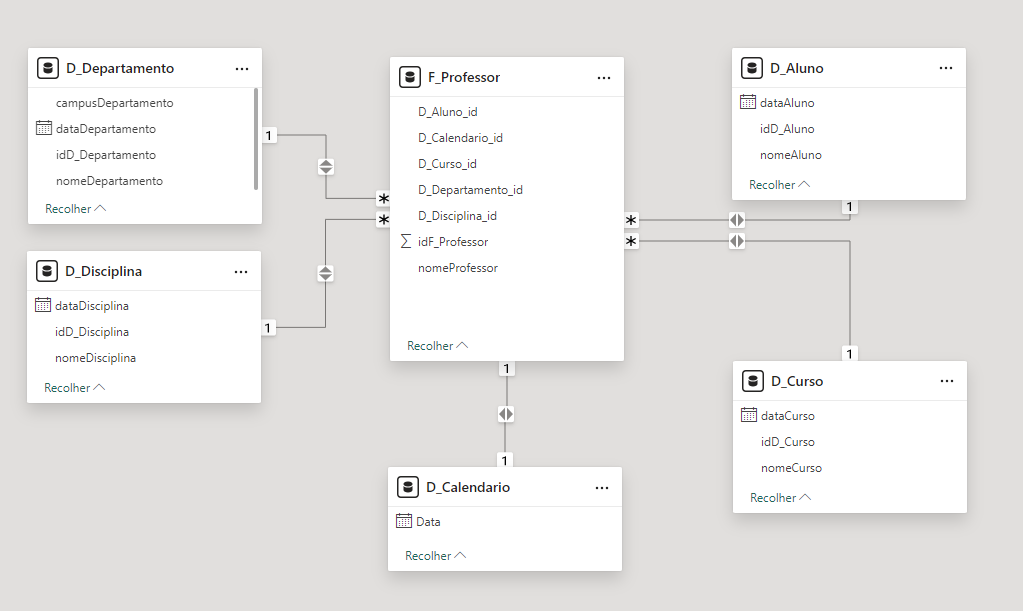 D_Departamento
campusDepartamento
dataDepartamento
idD_Departamento
nomeDepartamento
Recolher
1
*
D_Disciplina
dataDisciplina
idD_Disciplina
nomeDisciplina
Recolher
1
*
F_Professor
D_Aluno_id
D_Calendario_id
D_Curso_id
D_Departamento_id
D_Disciplina_id
∑ idF_Professor
nomeProfessor
Recolher
1
1
D_Calendario
Data
Recolher
D_Aluno
dataAluno
idD_Aluno
nomeAluno
Recolher
1
*
*
1
D_Curso
dataCurso
idD_Curso
nomeCurso
Recolher